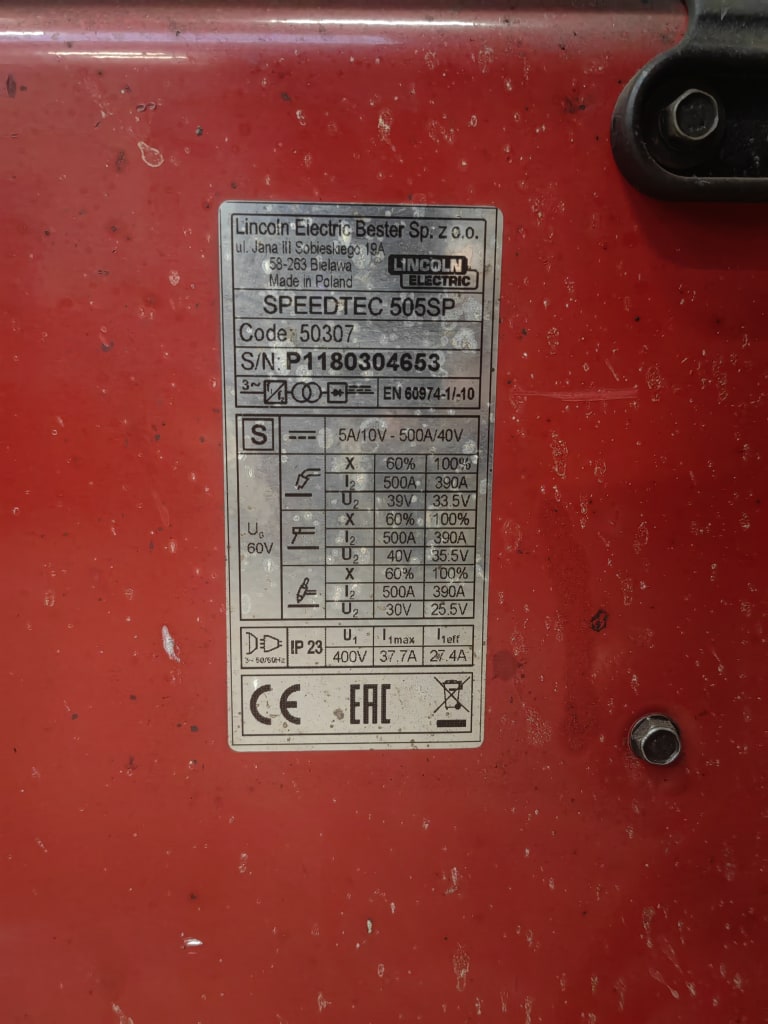 Lincoln Electric Bester Sp. z o.o.
ul. Jana III Sobieskiego 19A
58-263 Bielawa
Made in Poland
LINCOLN
ELECTRIC
SPEEDTEC 505SP
Code: 50307
S/N: P1180304653
3~ EN 60974-1/-10
S 5A/10V - 500A/40V
X 60% 100%
I2 500A 390A
U2 39V 33.5V
U0 60V
X 60% 100%
I2 500A 390A
U2 40V 35.5V
X 60% 100%
I2 500A 390A
U2 30V 25.5V
3~ 50/60Hz
IP 23
U1 I1max I1eff
400V 37.7A 27.4A
CE EAC